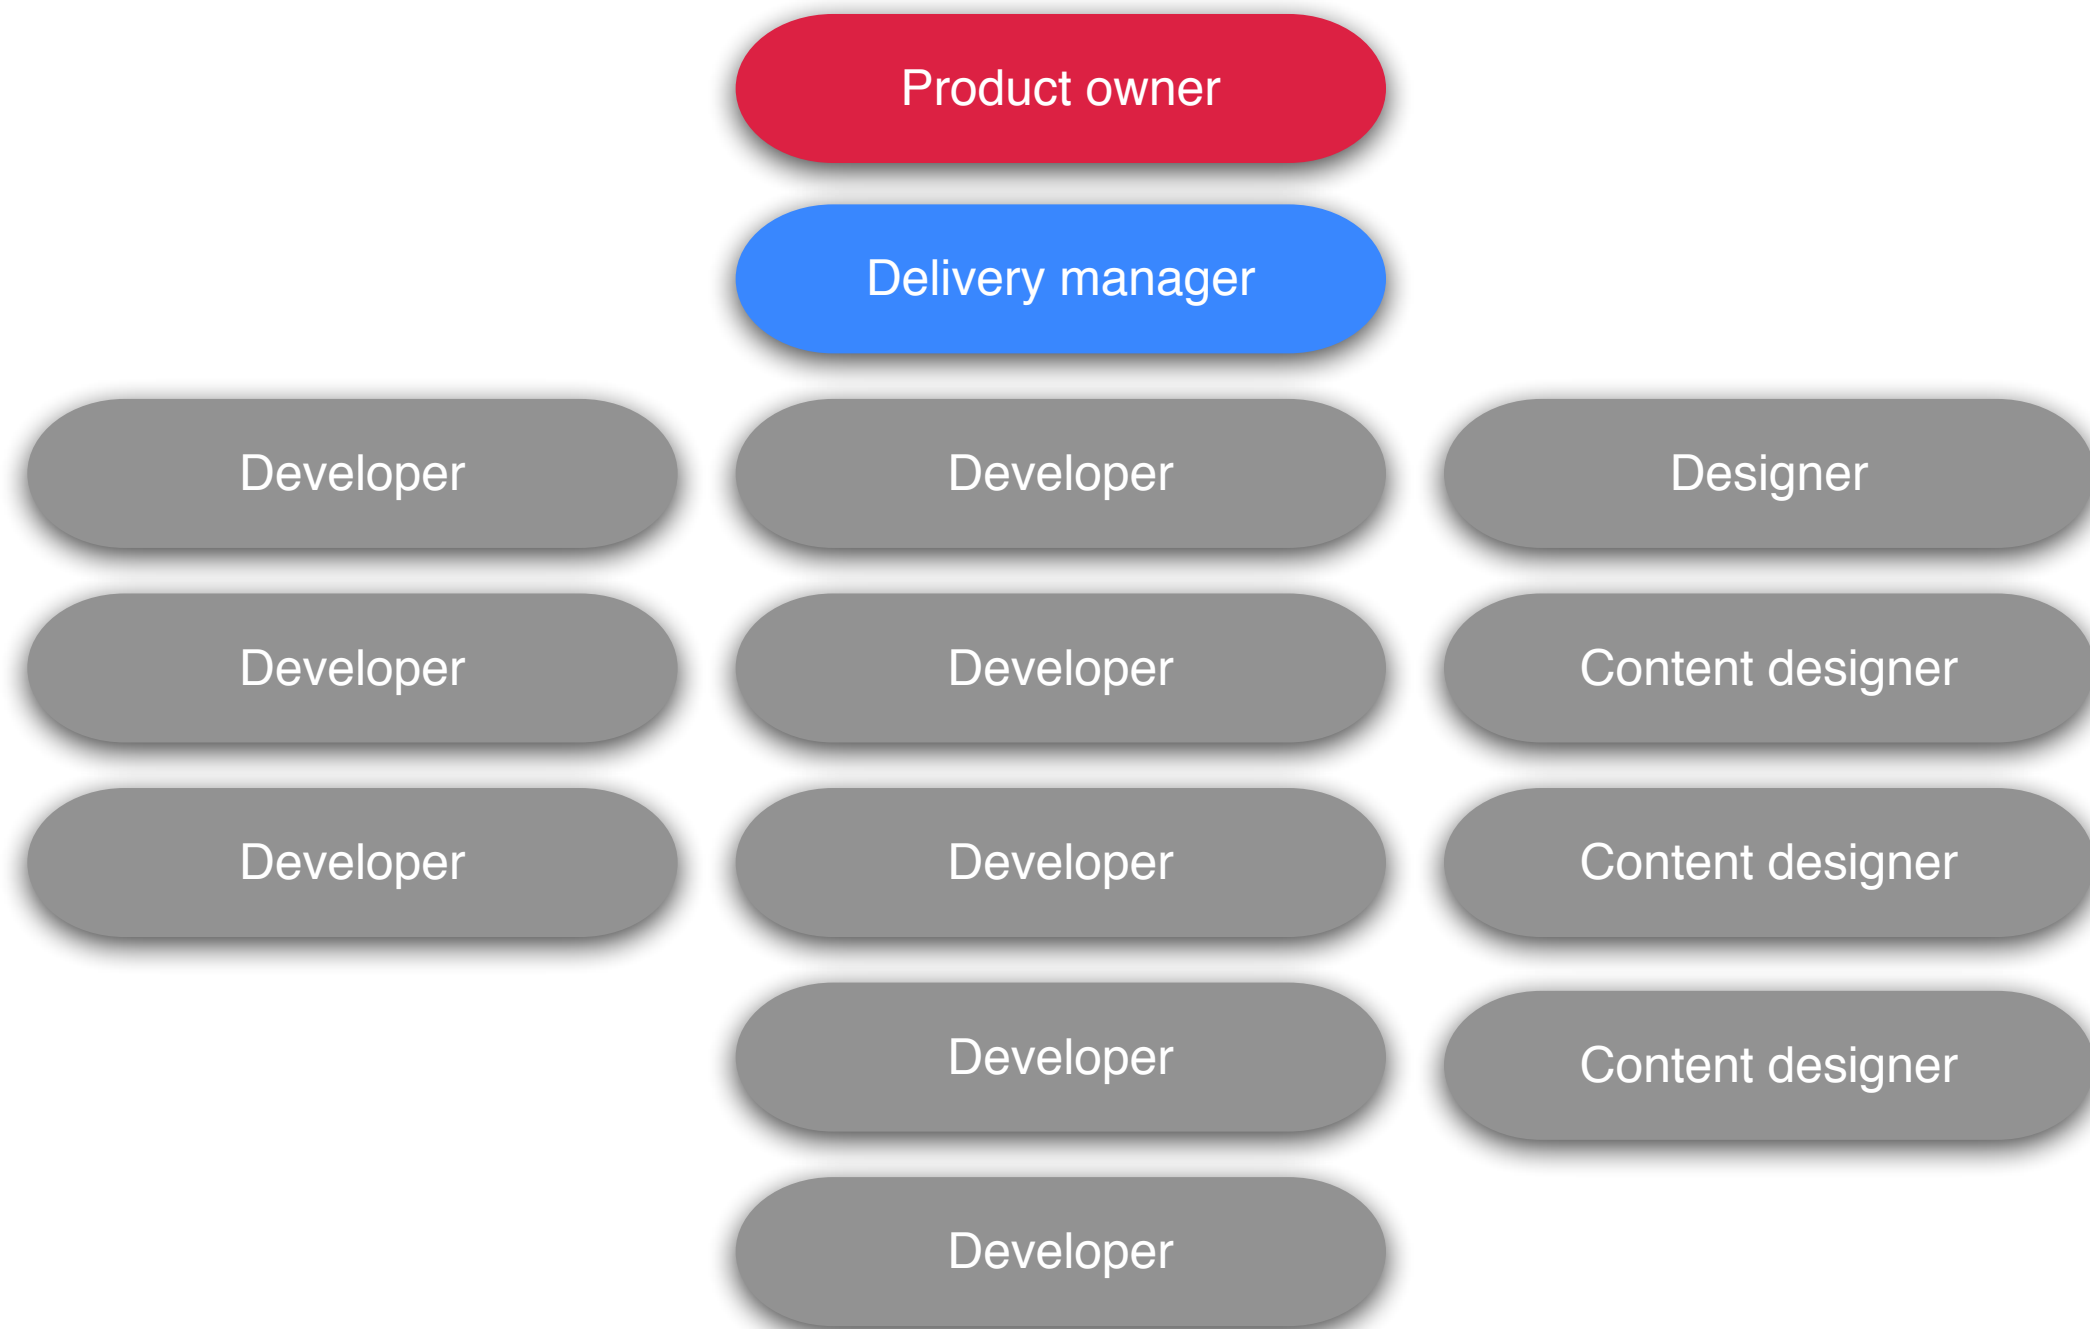 Product owner
Delivery manager
Developer
Developer
Designer
Developer
Developer
Content designer
Developer
Developer
Content designer
Developer
Content designer
Developer